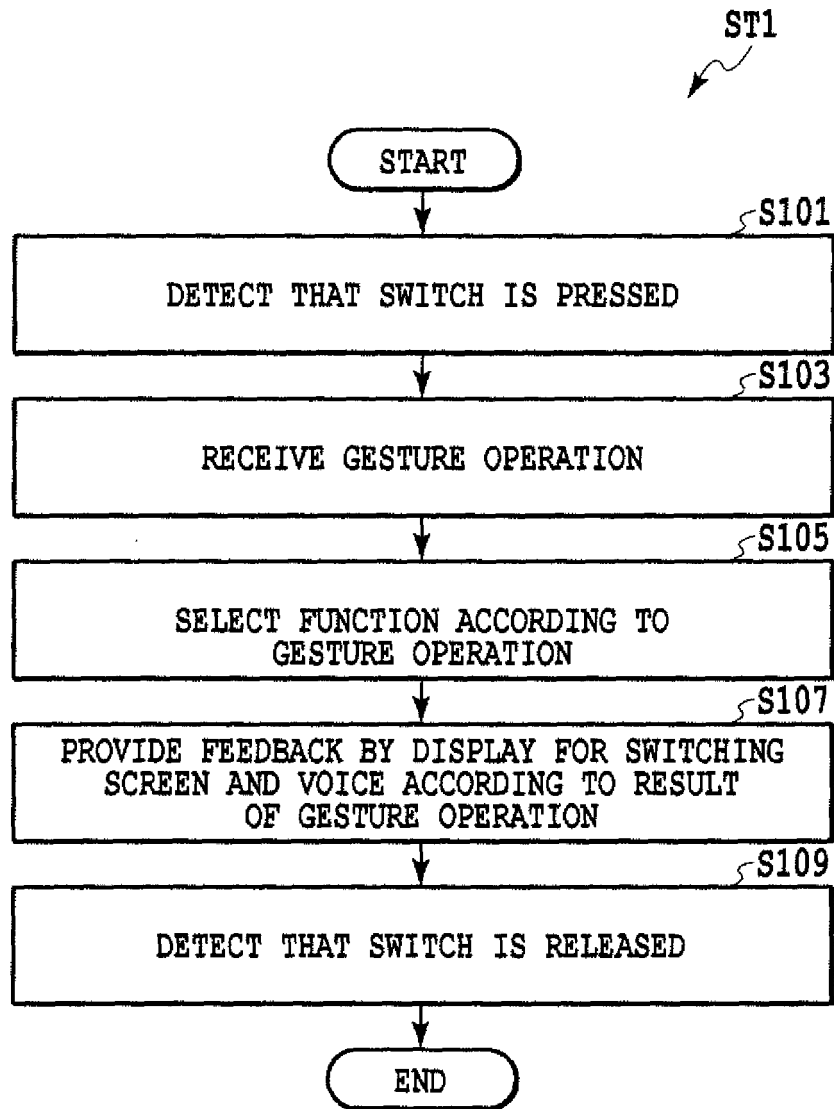 ST1
START
S101
DETECT THAT SWITCH IS PRESSED
S103
RECEIVE GESTURE OPERATION
S105
SELECT FUNCTION ACCORDING TO
GESTURE OPERATION
S107
PROVIDE FEEDBACK BY DISPLAY FOR SWITCHING
SCREEN AND VOICE ACCORDING TO RESULT
OF GESTURE OPERATION
S109
DETECT THAT SWITCH IS RELEASED
END